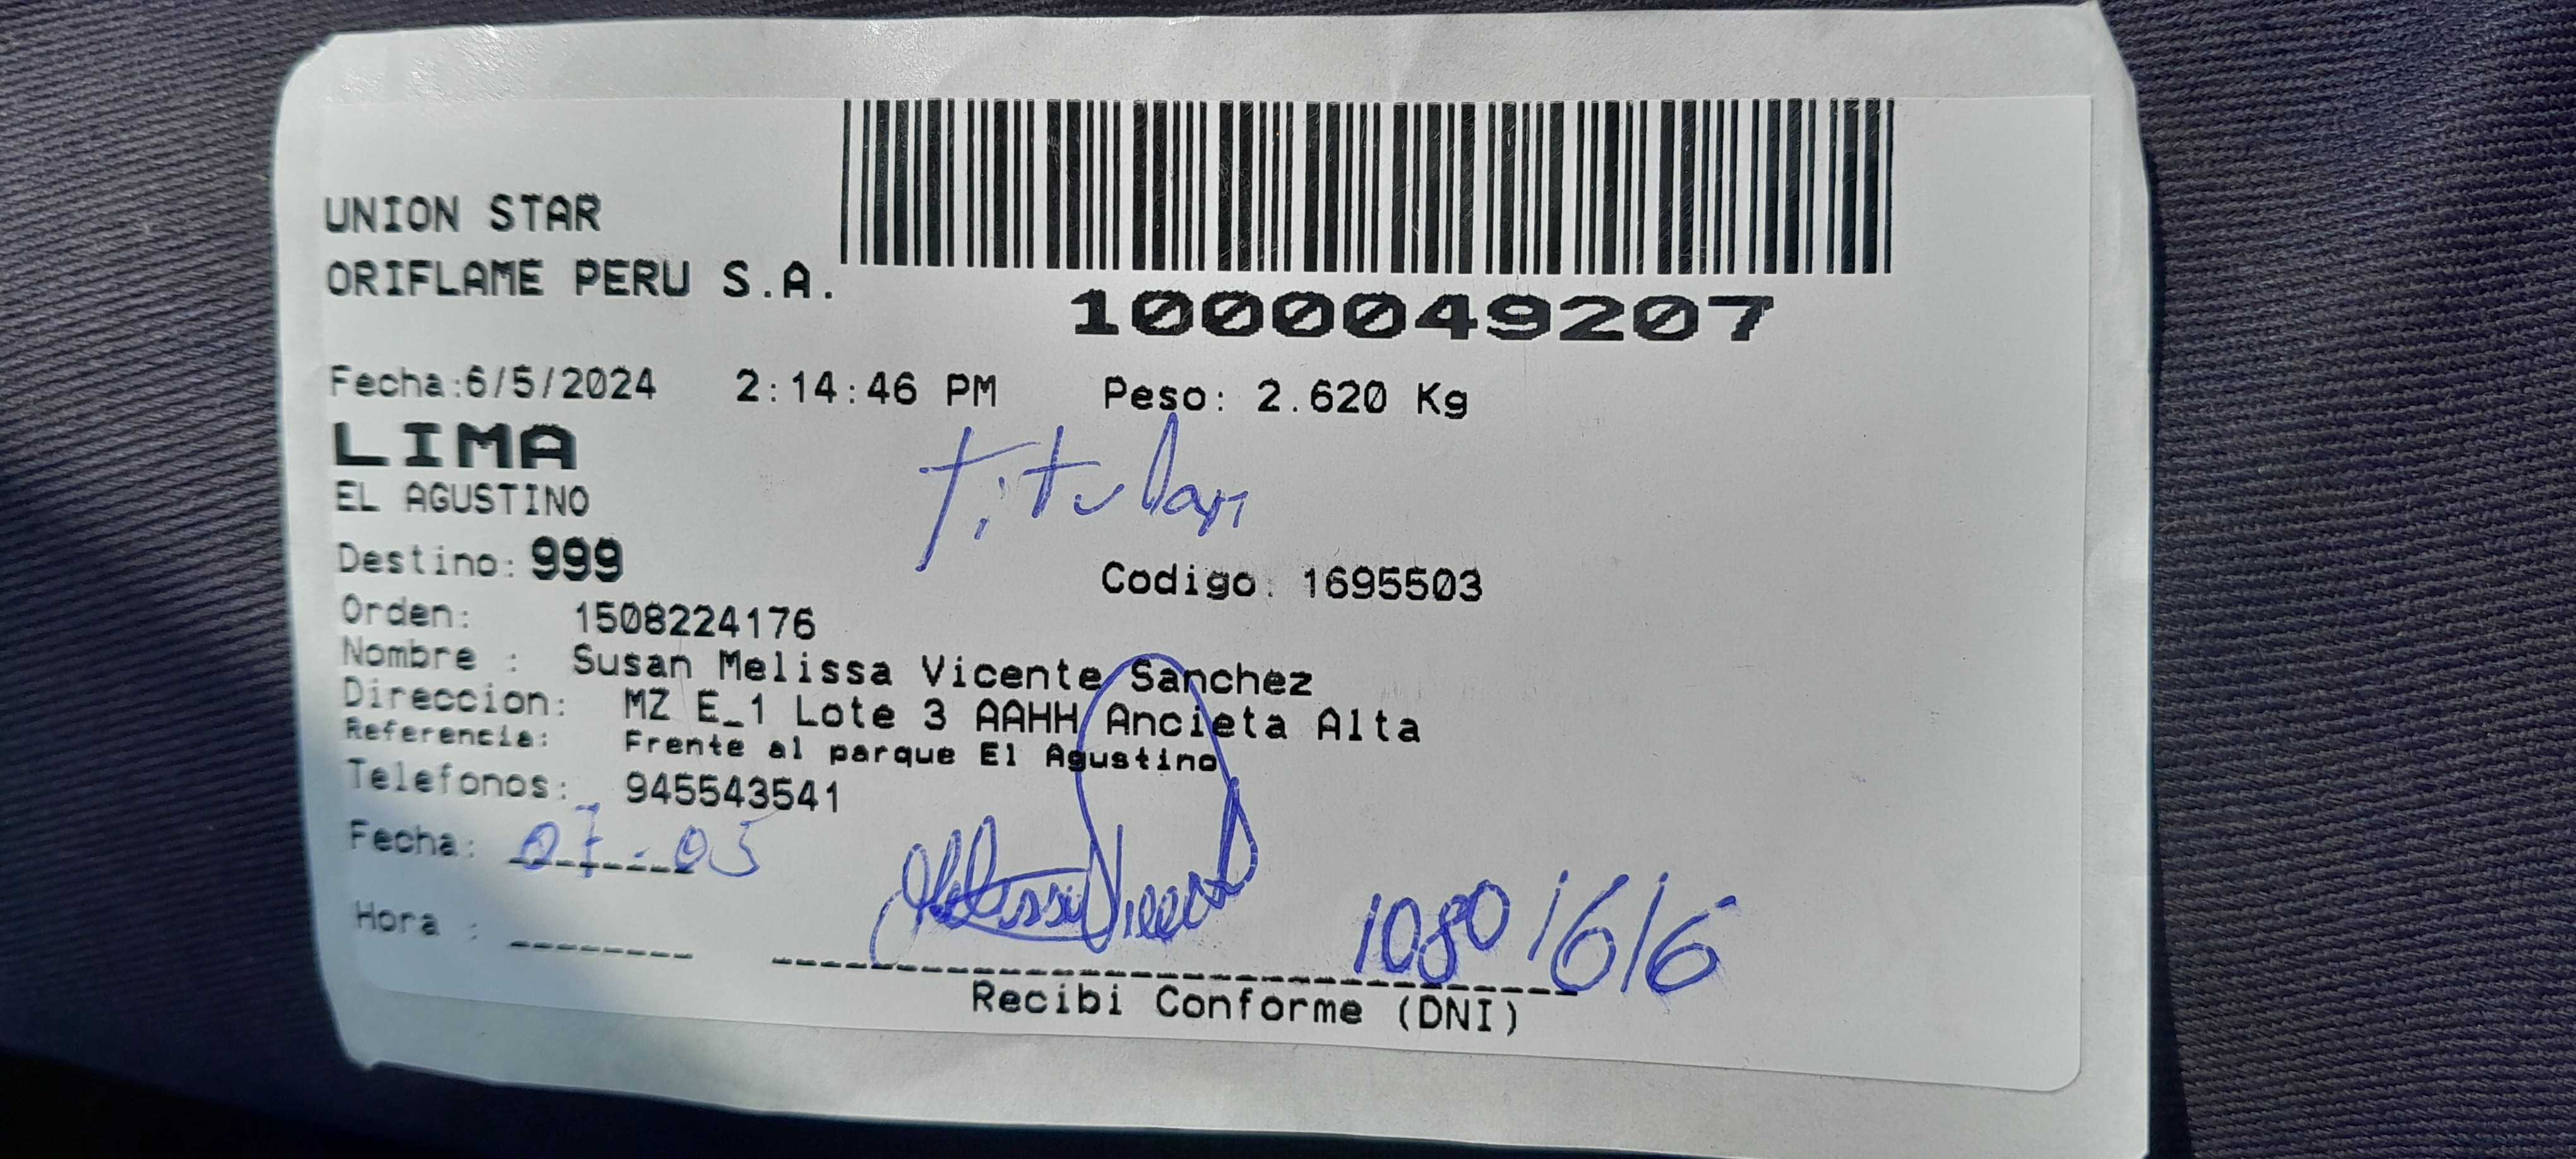 UNION STAR
ORIFLAME PERU S.A.
1000049207
Fecha:6/5/2024 2:14:46 PM Peso: 2.620 Kg
LIMA
titular
EL AGUSTINO
Destino: 999
Codigo: 1695503
Orden: 1508224176
Nombre : Susan Melissa Vicente Sanchez
Direccion: MZ E_1 Lote 3 AAHH Ancieta Alta
Referencia: Frente al parque El Agustino
Telefonos: 945543541
Fecha: 07-05
Hora :
10801616
Recibi Conforme (DNI)